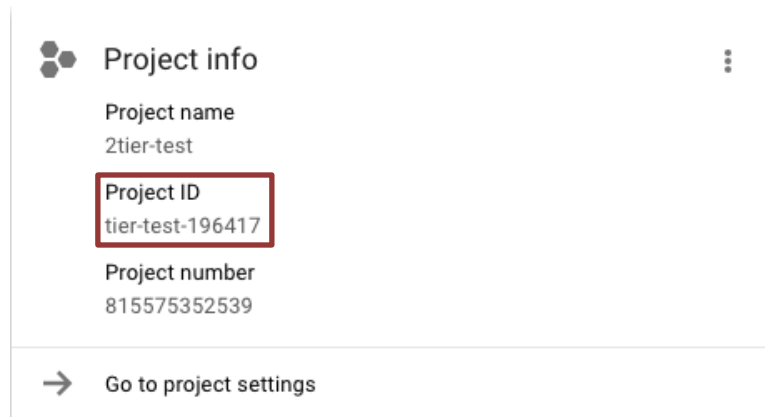 Project info
Project name
2tier-test
Project ID
tier-test-196417
Project number
815575352539
Go to project settings